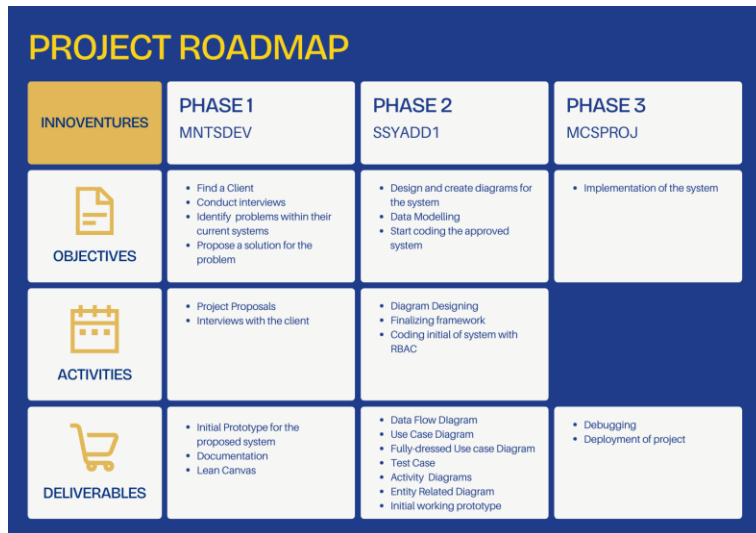 PROJECT ROADMAP
INNOVENTURES
PHASE 1
MNTSDEV
PHASE 2
SSYADD1
PHASE 3
MCSPROJ
OBJECTIVES
• Find a Client
• Conduct interviews
• Identify problems within their
current systems
• Propose a solution for the
problem
• Design and create diagrams for
the system
• Data Modelling
• Start coding the approved
system
• Implementation of the system
ACTIVITIES
• Project Proposals
• Interviews with the client
• Diagram Designing
• Finalizing framework
• Coding initial of system with
RBAC
DELIVERABLES
• Initial Prototype for the
proposed system
• Documentation
• Lean Canvas
• Data Flow DIagram
• Use Case Diagram
• Fully-dressed Use case Diagram
• Test Case
• Activity Diagrams
• Entity Related Diagram
• Initial working prototype
• Debugging
• Deployment of project